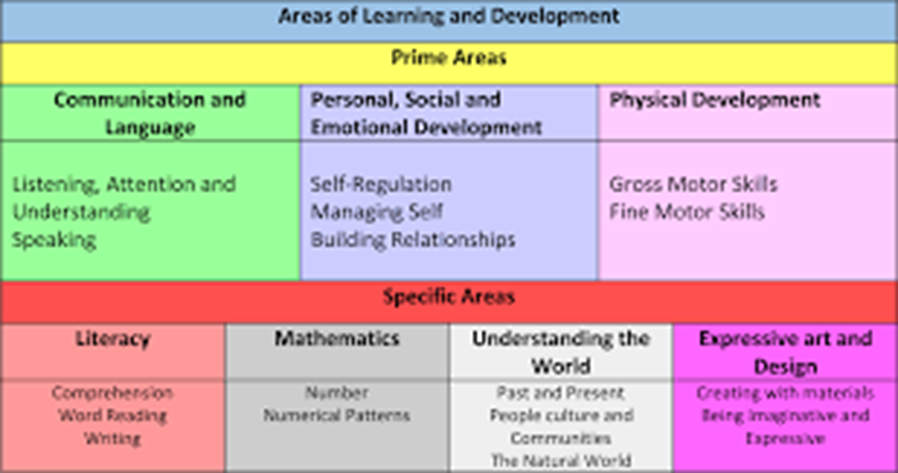 Areas of Learning and Development
Prime Areas
Communication and
Language
Personal, Social and
Emotional Development
Physical Development
Listening, Attention and
Understanding
Speaking
Self-Regulation
Managing Self
Building Relationships
Gross Motor Skills
Fine Motor Skills
Specific Areas
Literacy
Mathematics
Understanding the
World
Expressive art and
Design
Comprehension
Word Reading
Writing
Number
Numerical Patterns
Past and Present
People culture and
Communities
The Natural World
Creating with materials
Being Imaginative and
Expressive